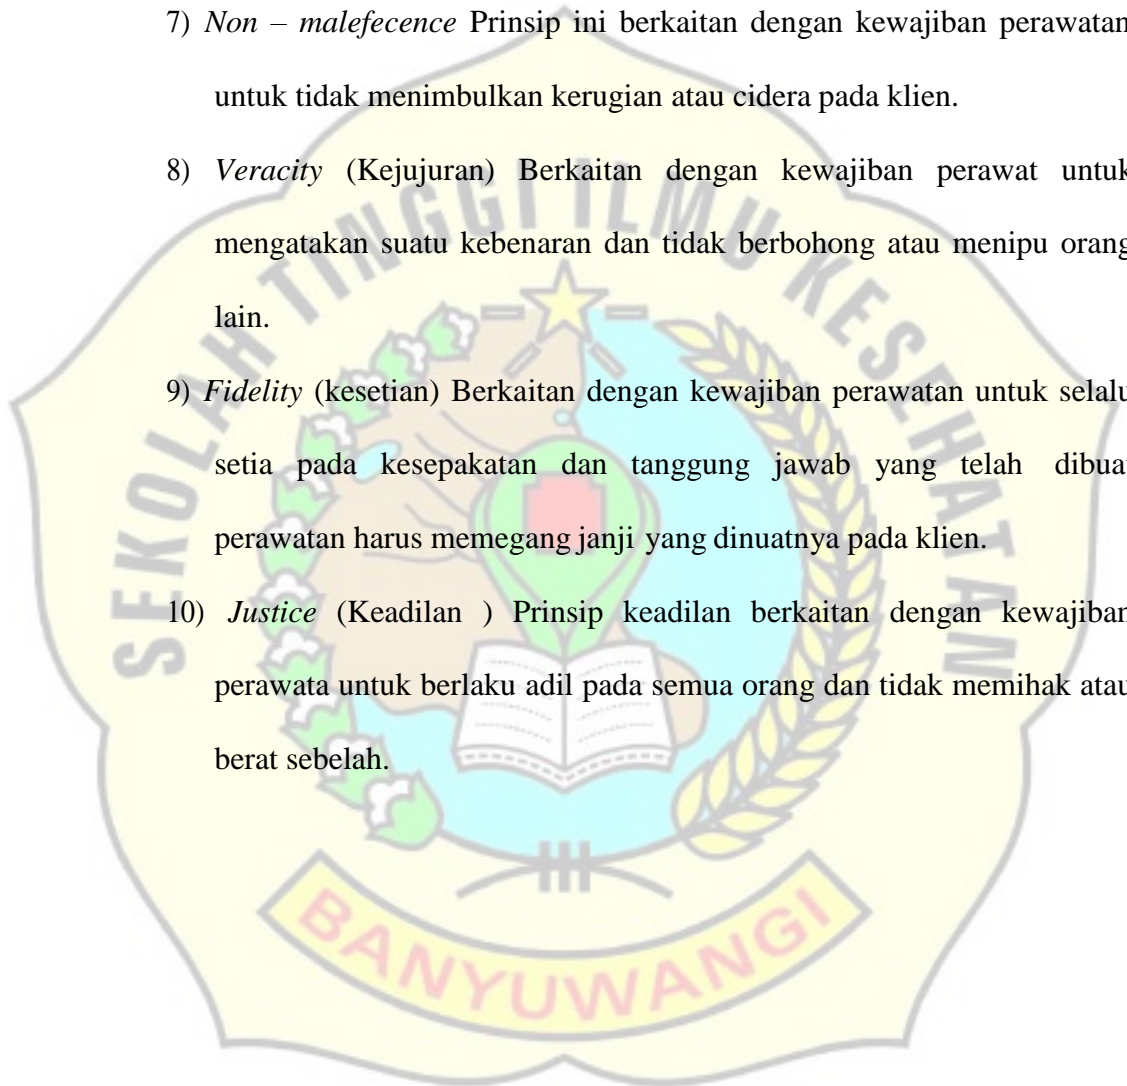 7) Non – malefecence Prinsip ini berkaitan dengan kewajiban perawatan
untuk tidak menimbulkan kerugian atau cidera pada klien.
8) Veracity (Kejujuran) Berkaitan dengan kewajiban perawat untuk
mengatakan suatu kebenaran dan tidak berbohong atau menipu orang
lain.
9) Fidelity (kesetian) Berkaitan dengan kewajiban perawatan untuk selalu
setia pada kesepakatan dan tanggung jawab yang telah dibuat
perawatan harus memegang janji yang dinuatnya pada klien.
10) Justice (Keadilan ) Prinsip keadilan berkaitan dengan kewajiban
perawata untuk berlaku adil pada semua orang dan tidak memihak atau
berat sebelah.
SEKOLAH TINGGI ILMU KESEHATAN
BANYUWANGI